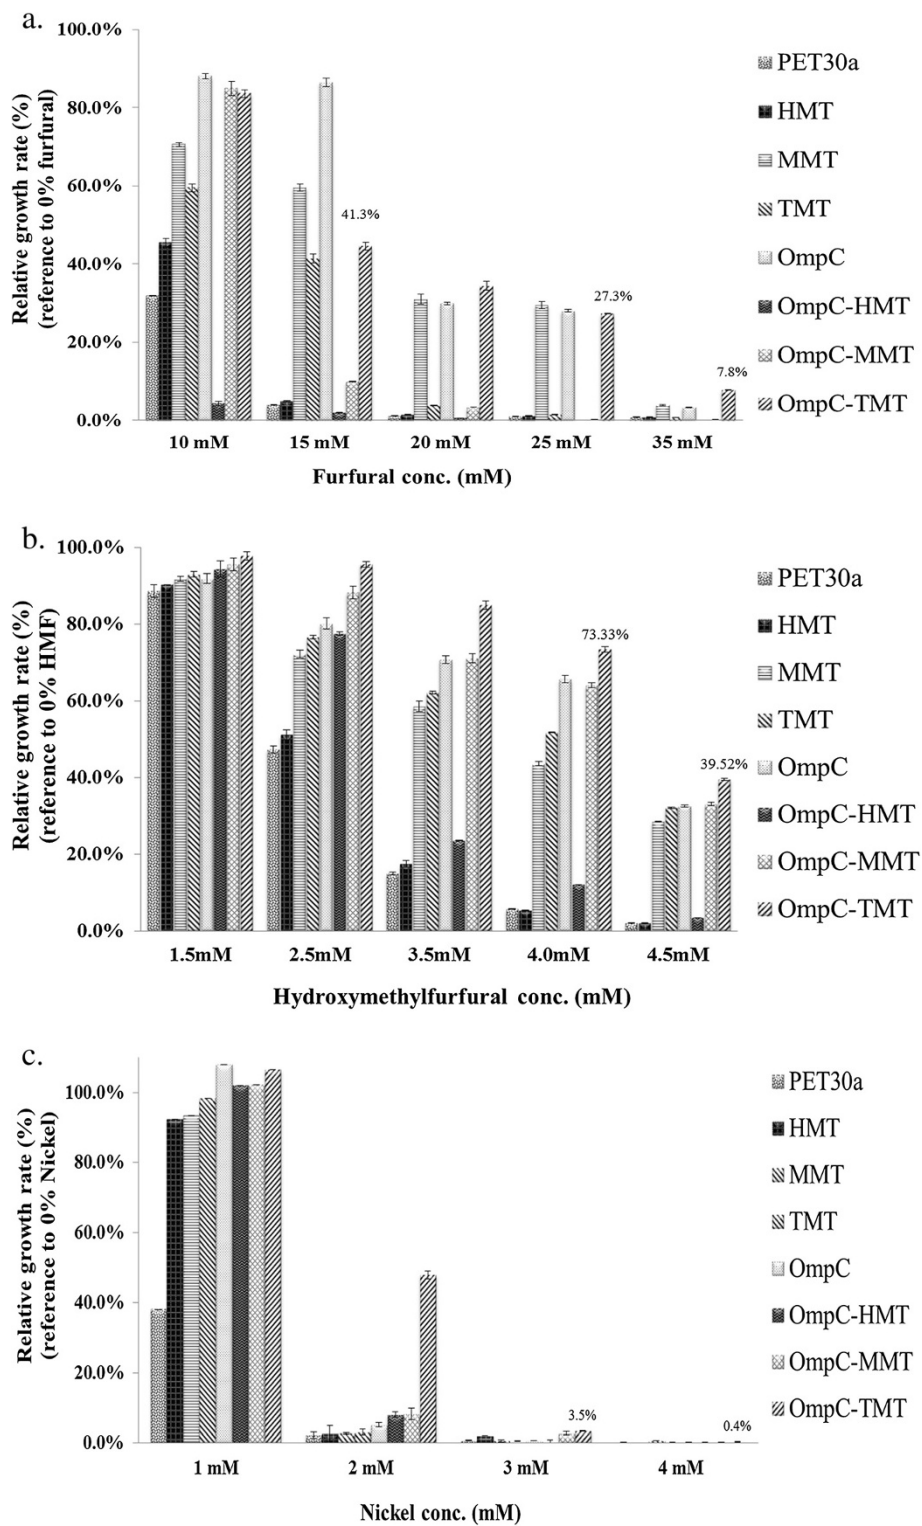 a.
100.0%
80.0%
60.0%
40.0%
20.0%
0.0%
Relative growth rate (%)
(reference to 0% furfural)
41.3%
27.3%
7.8%
10 mM 15 mM 20 mM 25 mM 35 mM
Furfural conc. (mM)
PET30a
HMT
MMT
TMT
OmpC
OmpC-HMT
OmpC-MMT
OmpC-TMT
b.
100.0%
80.0%
60.0%
40.0%
20.0%
0.0%
Relative growth rate (%)
(reference to 0% HMF)
73.33%
39.52%
1.5mM 2.5mM 3.5mM 4.0mM 4.5mM
Hydroxymethylfurfural conc. (mM)
PET30a
HMT
MMT
TMT
OmpC
OmpC-HMT
OmpC-MMT
OmpC-TMT
c.
100.0%
80.0%
60.0%
40.0%
20.0%
0.0%
Relative growth rate (%)
(reference to 0% Nickel)
3.5%
0.4%
1 mM 2 mM 3 mM 4 mM
Nickel conc. (mM)
PET30a
HMT
MMT
TMT
OmpC
OmpC-HMT
OmpC-MMT
OmpC-TMT